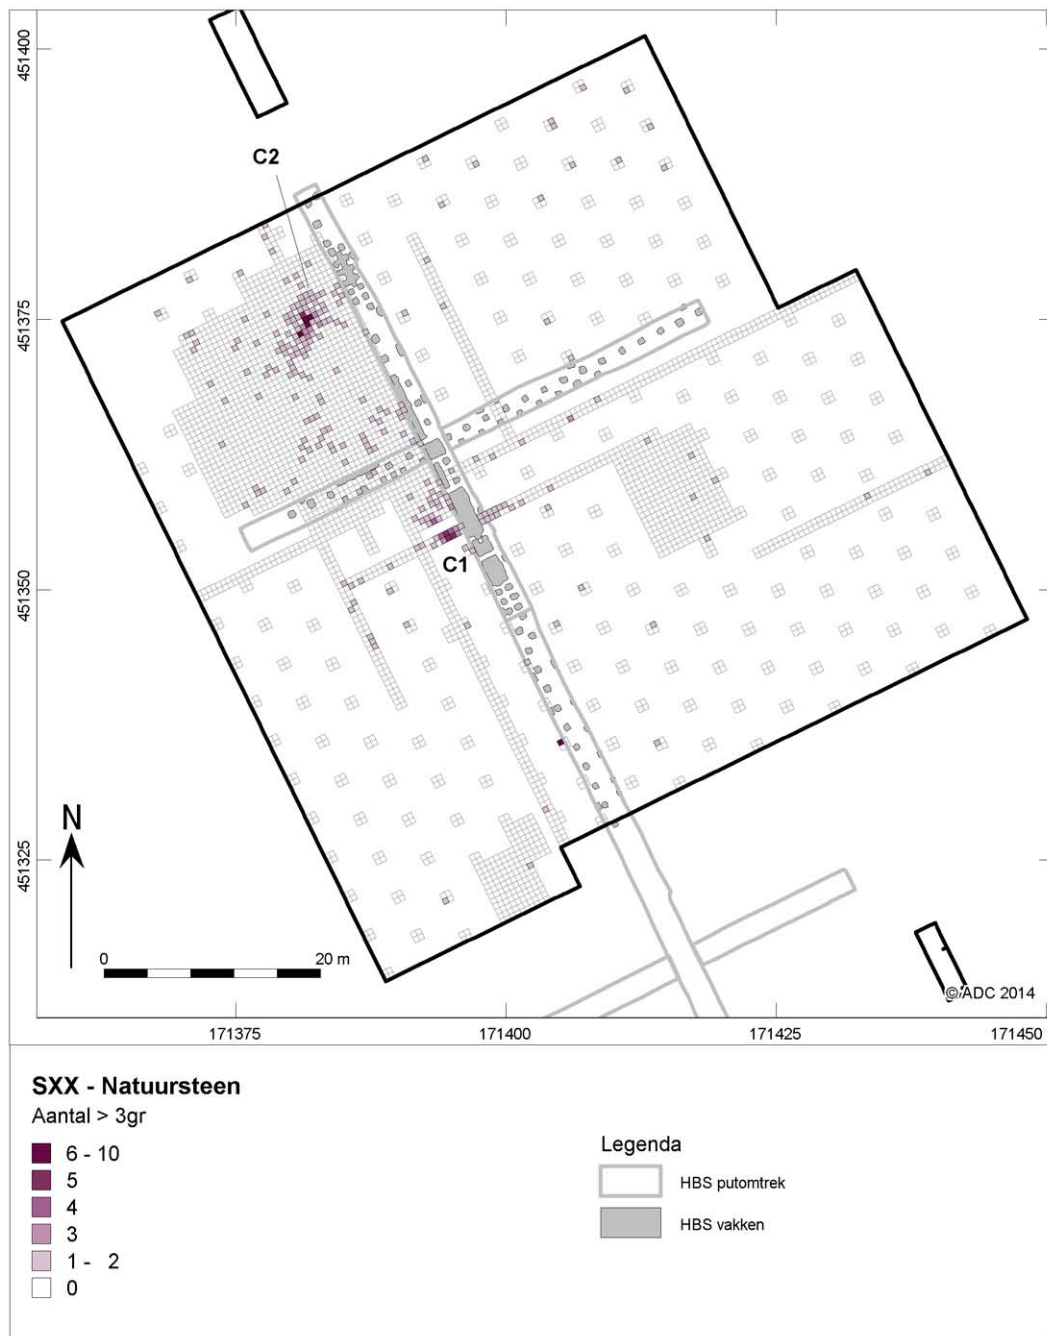 451400
C2
451375
C1
451350
N
451325
0 20 m
©ADC 2014
171375 171400 171425 171450
SXX - Natuursteen
Aantal > 3gr
6 - 10
5
4
3
1 - 2
0
Legenda
HBS putomtrek
HBS vakken